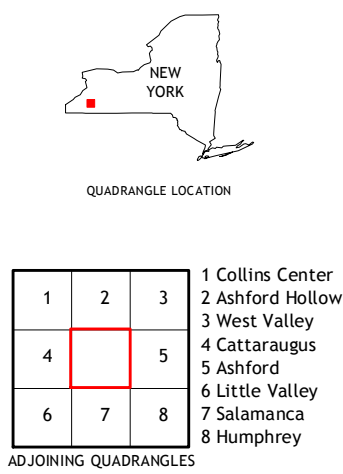 NEW
YORK
QUADRANGLE LOCATION
1 2 3
4 5
6 7 8
1 Collins Center
2 Ashford Hollow
3 West Valley
4 Cattaraugus
5 Ashford
6 Little Valley
7 Salamanca
8 Humphrey
ADJOINING QUADRANGLES